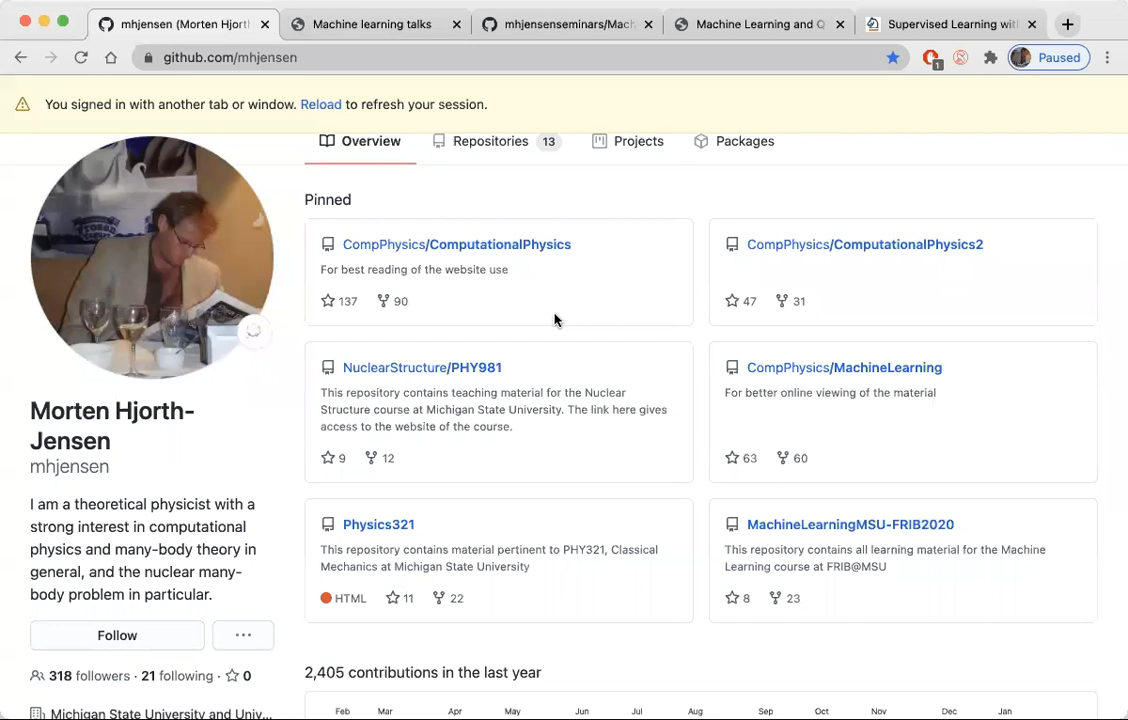 mhjensen (Morten Hjort
Machine learning talks
mhjensenseminars/Mach
Machine Learning and Q
Supervised Learning wit
github.com/mhjensen
1
Paused
You signed in with another tab or window. Reload to refresh your session.
Overview
Repositories 13
Projects
Packages
Pinned
CompPhysics/ComputationalPhysics
For best reading of the website use
137 90
CompPhysics/ComputationalPhysics2
47 31
NuclearStructure/PHY981
This repository contains teaching material for the Nuclear
Structure course at Michigan State University. The link here gives
access to the website of the course.
9 12
CompPhysics/MachineLearning
For better online viewing of the material
63 60
Physics321
This repository contains material pertinent to PHY321, Classical
Mechanics at Michigan State University
HTML 11 22
MachineLearningMSU-FRIB2020
This repository contains all learning material for the Machine
Learning course at FRIB@MSU
8 23
Morten Hjorth-
Jensen
mhjensen
I am a theoretical physicist with a
strong interest in computational
physics and many-body theory in
general, and the nuclear many-
body problem in particular.
Follow
...
318 followers · 21 following · 0
Michigan State University and Univ...
2,405 contributions in the last year
Feb Mar Apr May Jun Jul Aug Sep Oct Nov Dec Jan